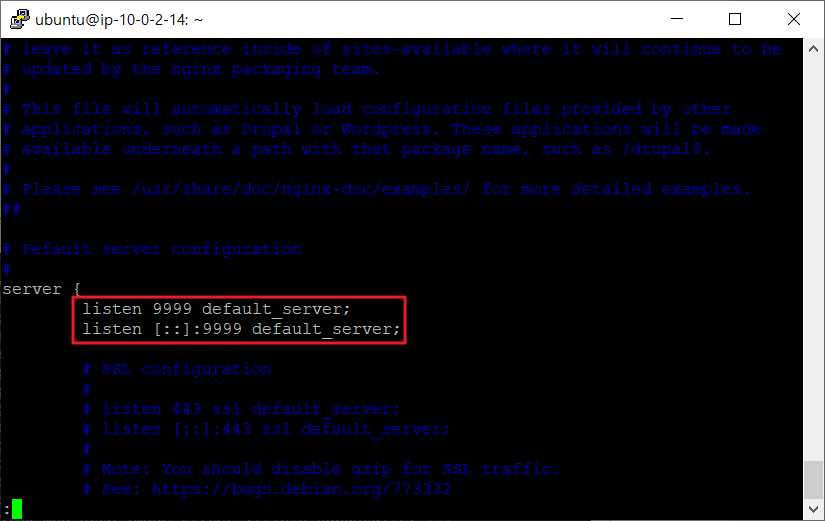 ubuntu@ip-10-0-2-14: ~
# leave it as reference inside of sites-available where it will continue to be
# updated by the nginx packaging team.
#
# This file will automatically load configuration files provided by other
# applications, such as Drupal or Wordpress. These applications will be made
# available underneath a path with that package name, such as /drupal8.
#
# Please see /usr/share/doc/nginx-doc/examples/ for more detailed examples.
##
# Default server configuration
#
server {
listen 9999 default_server;
listen [::]:9999 default_server;
# SSL configuration
#
# listen 443 ssl default_server;
# listen [::]:443 ssl default_server;
#
# Note: You should disable gzip for SSL traffic.
# See: https://bugs.debian.org/773332
: